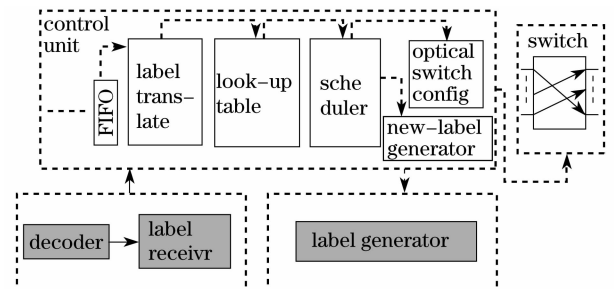 control
unit
FIFO
label
trans-
late
look-up
table
sche
duler
optical
switch
config
new-label
generator
switch
decoder
label
receivr
label generator